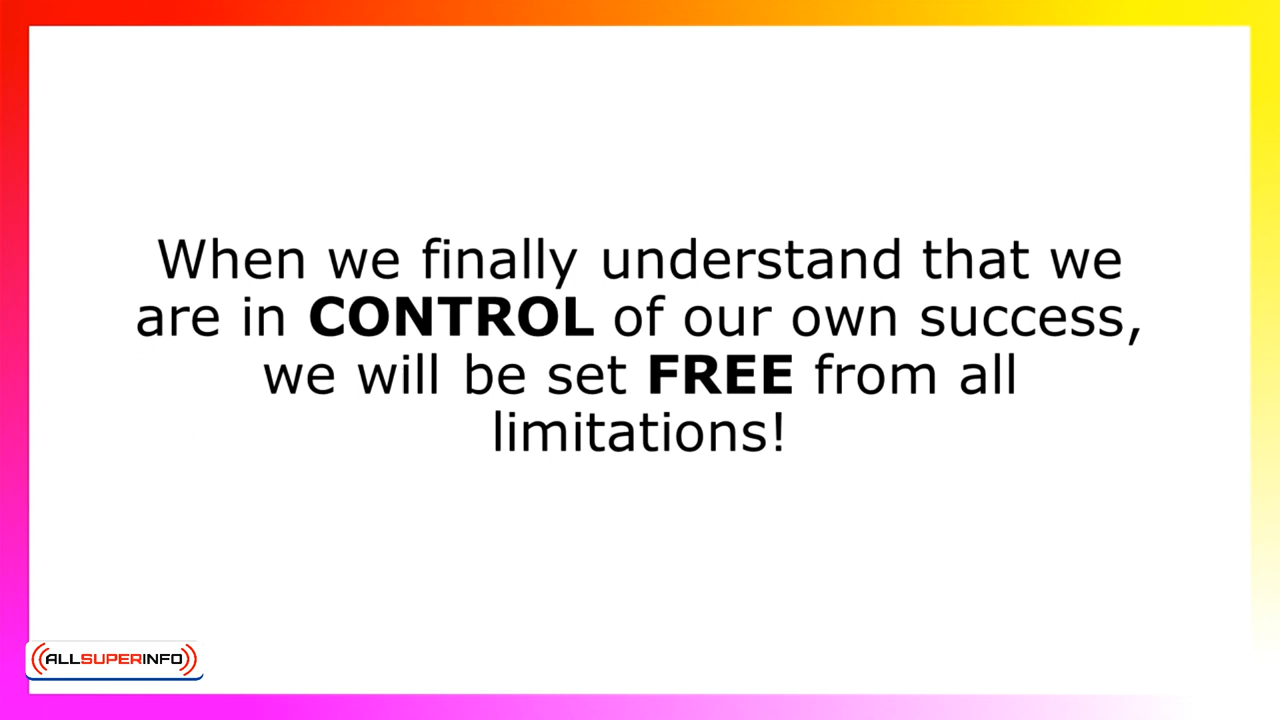 When we finally understand that we
are in CONTROL of our own success,
we will be set FREE from all
limitations!
ALLSUPERINFO